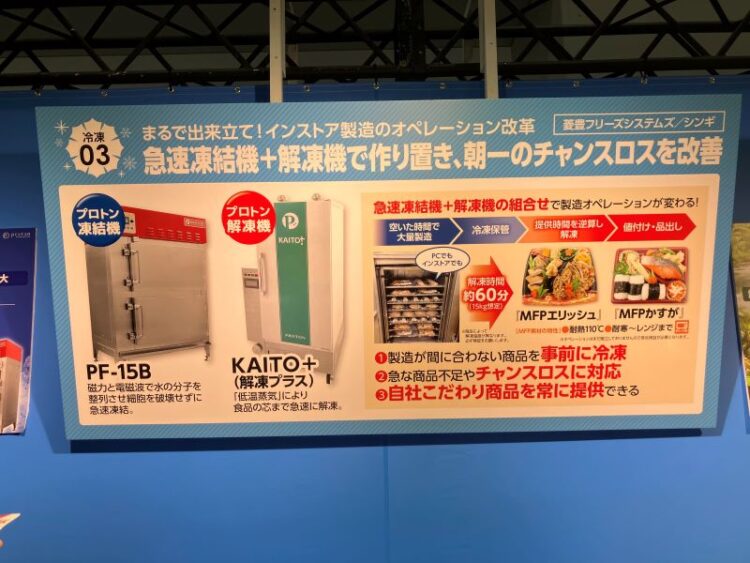 冷凍
03
まるで出来立て!インストア製造のオペレーション改革
菱豊フリーズシステムズ/シンギ
急速凍結機+解凍機で作り置き、朝一のチャンスロスを改善
プロトン
凍結機
PF-15B
磁力と電磁波で水の分子を
整列させ細胞を破壊せずに
急速凍結。
プロトン
解凍機
KAITO+
KAITO+
(解凍プラス)
「低温蒸気」により
食品の芯まで急速に解凍。
急速凍結機+解凍機の組合せで製造オペレーションが変わる!
空いた時間で
大量製造
冷凍保管
提供時間を逆算し
解凍
値付け・品出し
PCでも
インストアでも
解凍時間
約60分
(15kg想定)
「MFPエリッシュ」
「MFPかすが」
【MFP素材の特性】●耐熱110℃●耐寒〜レンジまで
❶製造が間に合わない商品を事前に冷凍
❷急な商品不足やチャンスロスに対応
❸自社こだわり商品を常に提供できる
大